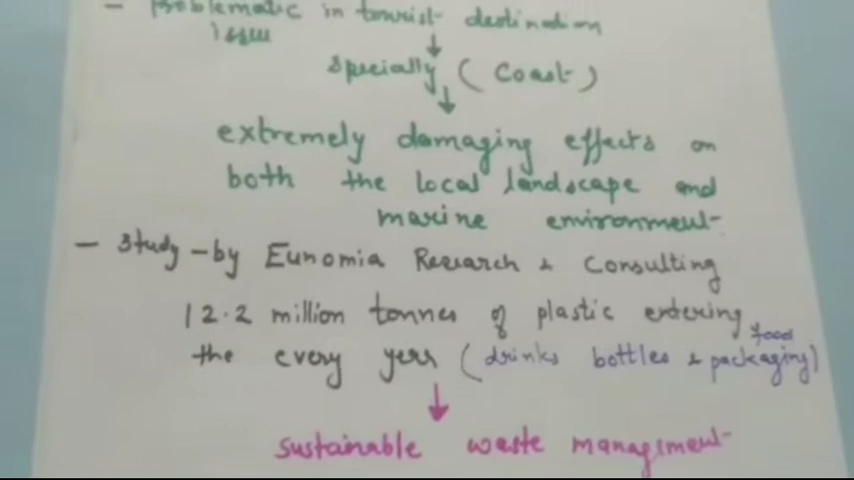 - Problematic in tourist destination
issue
specially (Coast)
extremely damaging effects on
both the local landscape and
marine environment
- Study - by Eunomia Research & Consulting
12.2 million tonnes of plastic entering
food
the every year (drinks bottles & packaging)
sustainable waste management